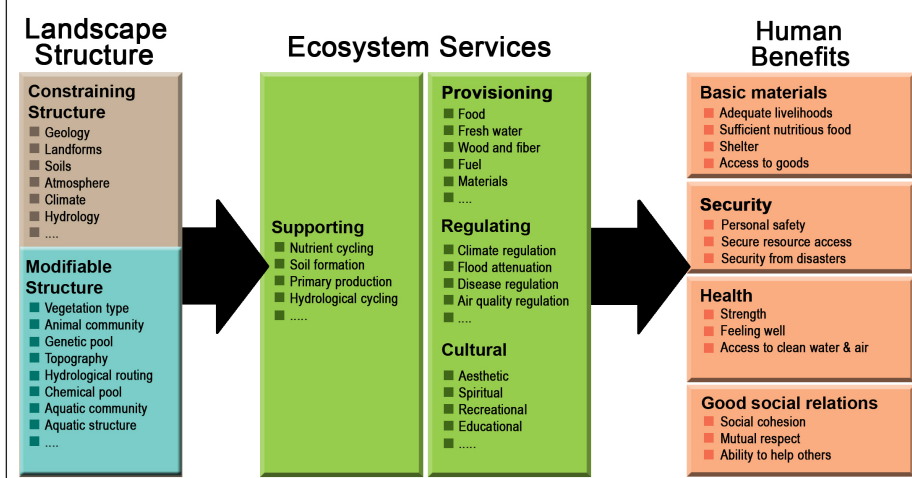 Landscape
Structure
Constraining
Structure
Geology
Landforms
Soils
Atmosphere
Climate
Hydrology
....
Modifiable
Structure
Vegetation type
Animal community
Genetic pool
Topography
Hydrological routing
Chemical pool
Aquatic community
Aquatic structure
....
Ecosystem Services
Supporting
Nutrient cycling
Soil formation
Primary production
Hydrological cycling
.....
Provisioning
Food
Fresh water
Wood and fiber
Fuel
Materials
....
Regulating
Climate regulation
Flood attenuation
Disease regulation
Air quality regulation
....
Cultural
Aesthetic
Spiritual
Recreational
Educational
.....
Human
Benefits
Basic materials
Adequate livelihoods
Sufficient nutritious food
Shelter
Access to goods
Security
Personal safety
Secure resource access
Security from disasters
Health
Strength
Feeling well
Access to clean water & air
Good social relations
Social cohesion
Mutual respect
Ability to help others